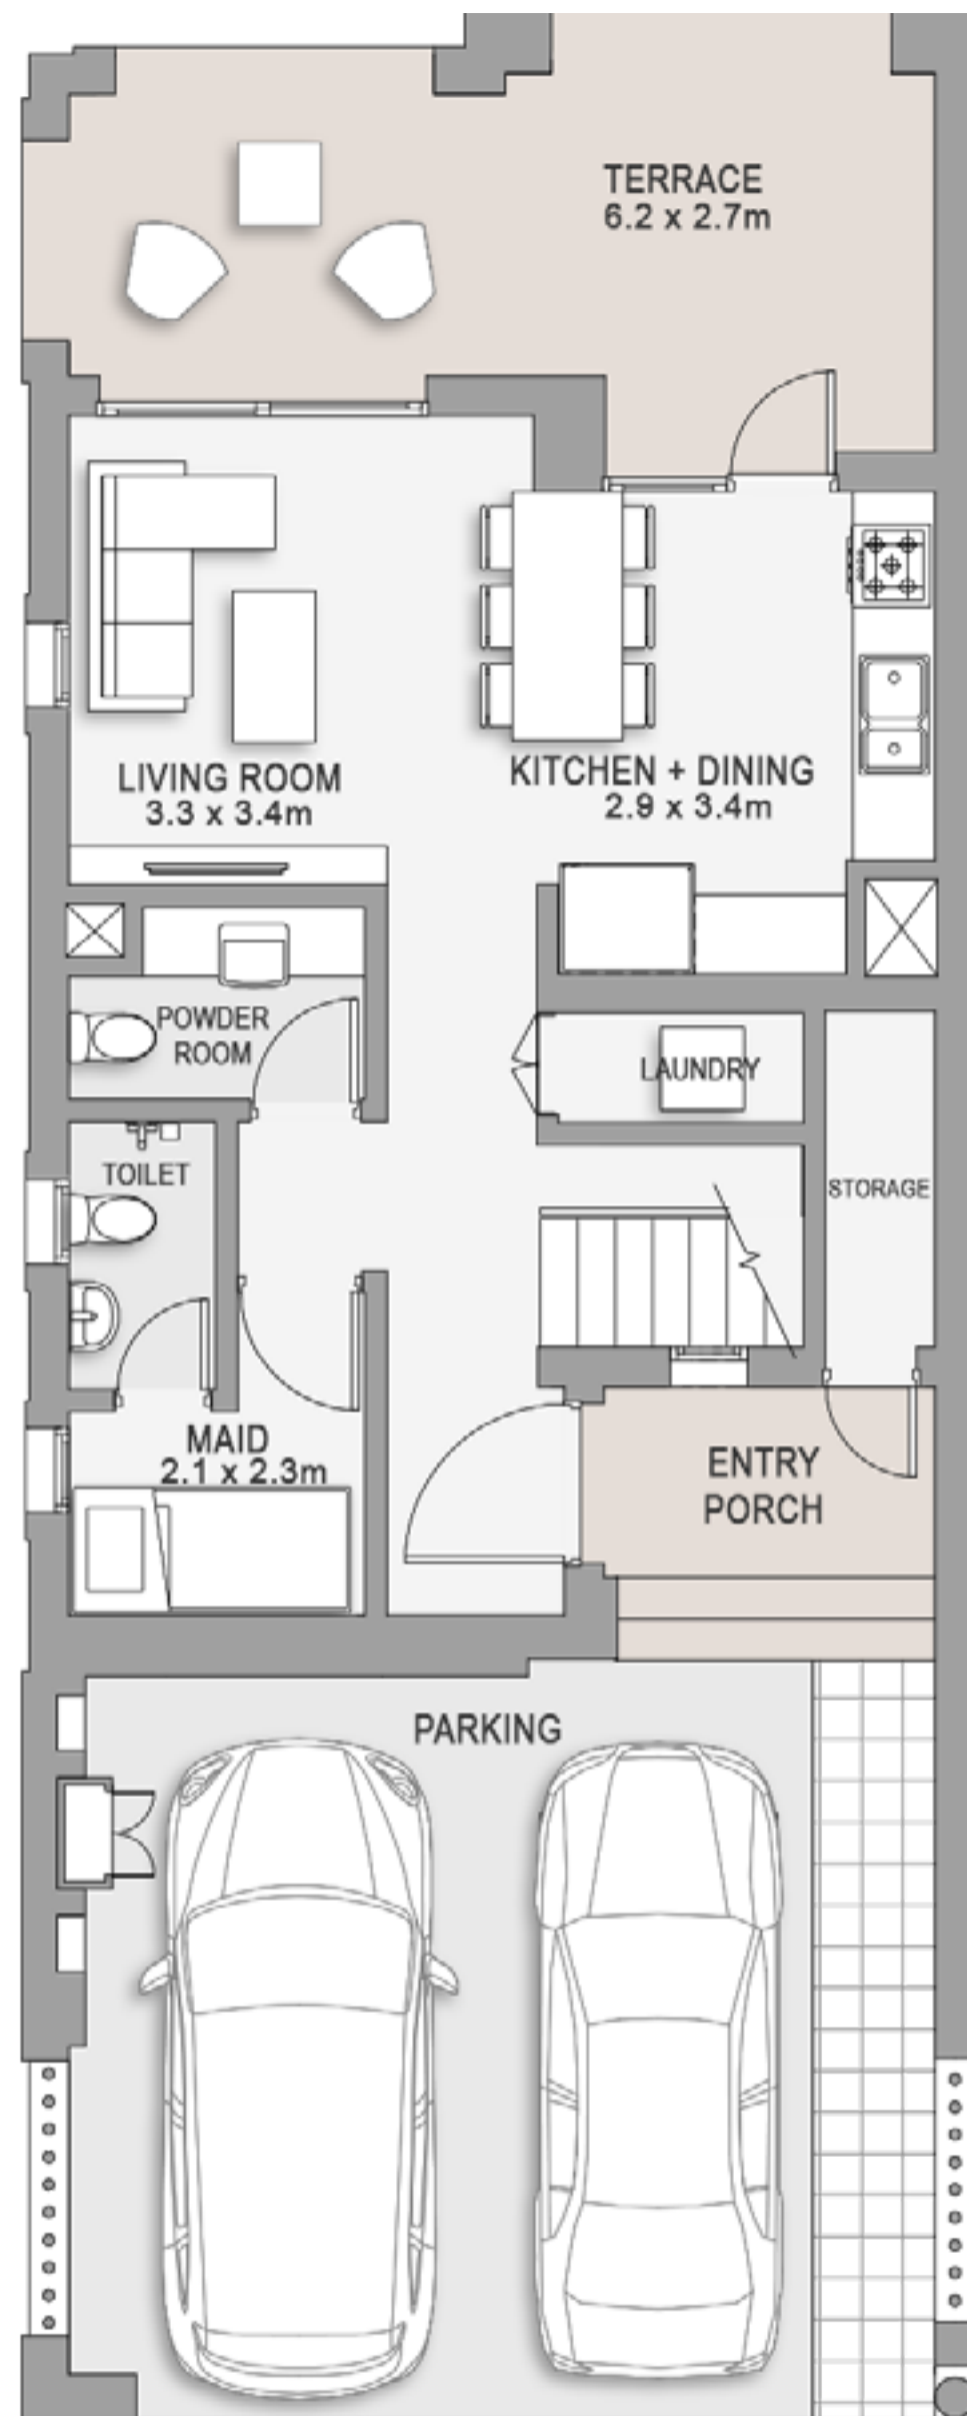 TERRACE
6.2 x 2.7m
LIVING ROOM
3.3 x 3.4m
KITCHEN + DINING
2.9 x 3.4m
POWDER
ROOM
LAUNDRY
TOILET
STORAGE
MAID
2.1 x 2.3m
ENTRY
PORCH
PARKING